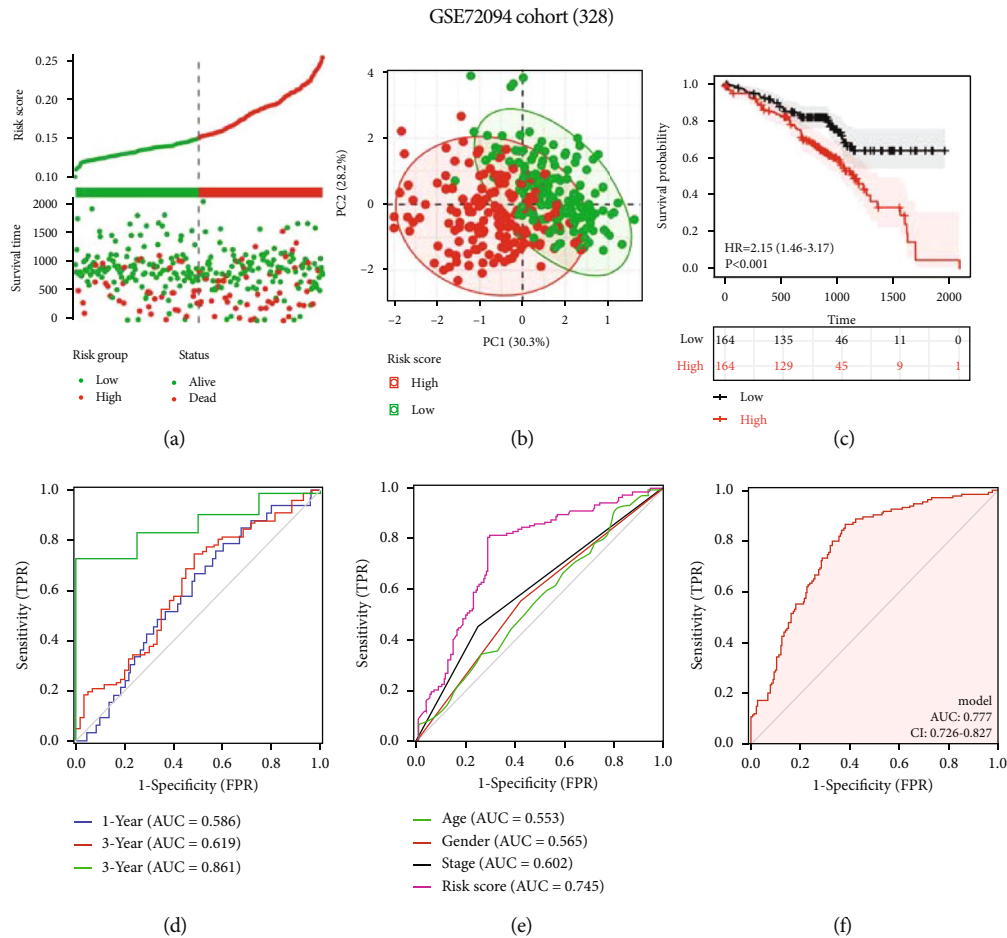 GSE72094 cohort (328)
0.25
0.20
0.15
0.10
Risk score
2000
1500
1000
500
0
Survival time
Risk group
Status
Low
High
Alive
Dead
(a)
4
2
0
−2
PC2 (28.2%)
−2
−2
−1
0
2
1
PC1 (30.3%)
Risk score
High
Low
(b)
1.0
0.8
0.6
0.4
0.2
0.0
Survival probability
HR=2.15 (1.46-3.17)
P<0.001
0
500
1000
1500
2000
Time
Low 164 135 46 11 0
High 164 129 45 9 1
Low
High
(c)
1.0
0.8
0.6
0.4
0.2
0.0
Sensitivity (TPR)
0.0 0.2 0.4 0.6 0.8 1.0
1-Specificity (FPR)
1-Year (AUC = 0.586)
3-Year (AUC = 0.619)
3-Year (AUC = 0.861)
(d)
1.0
0.8
0.6
0.4
0.2
0.0
Sensitivity (TPR)
0.0 0.2 0.4 0.6 0.8 1.0
1-Specificity (FPR)
Age (AUC = 0.553)
Gender (AUC = 0.565)
Stage (AUC = 0.602)
Risk score (AUC = 0.745)
(e)
1.0
0.8
0.6
0.4
0.2
0.0
Sensitivity (TPR)
model
AUC: 0.777
CI: 0.726-0.827
0.0 0.2 0.4 0.6 0.8 1.0
1-Specificity (FPR)
(f)